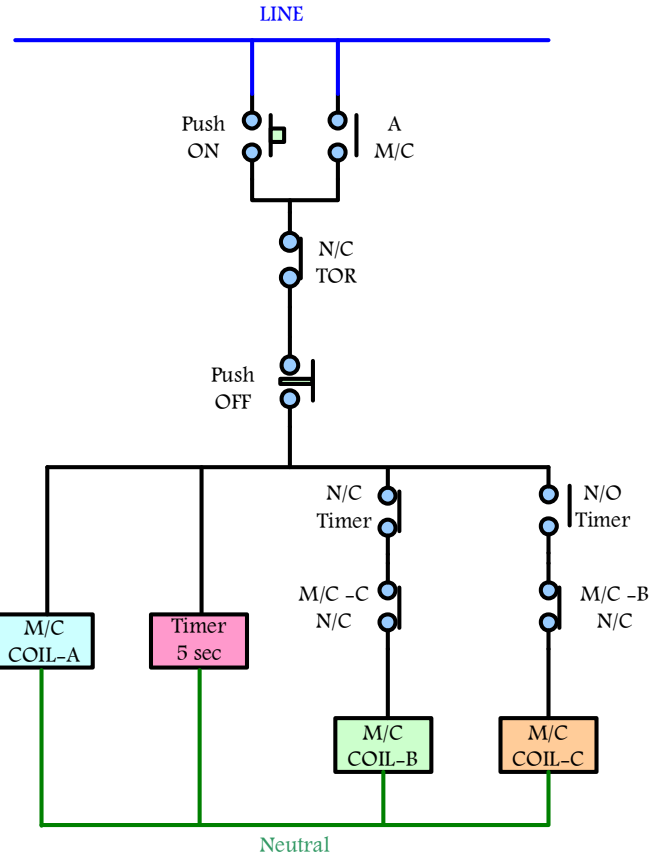 LINE
Push
ON
A
M/C
N/C
TOR
Push
OFF
N/C
Timer
N/O
Timer
M/C -C
N/C
M/C -B
N/C
M/C
COIL-A
Timer
5 sec
M/C
COIL-B
M/C
COIL-C
Neutral